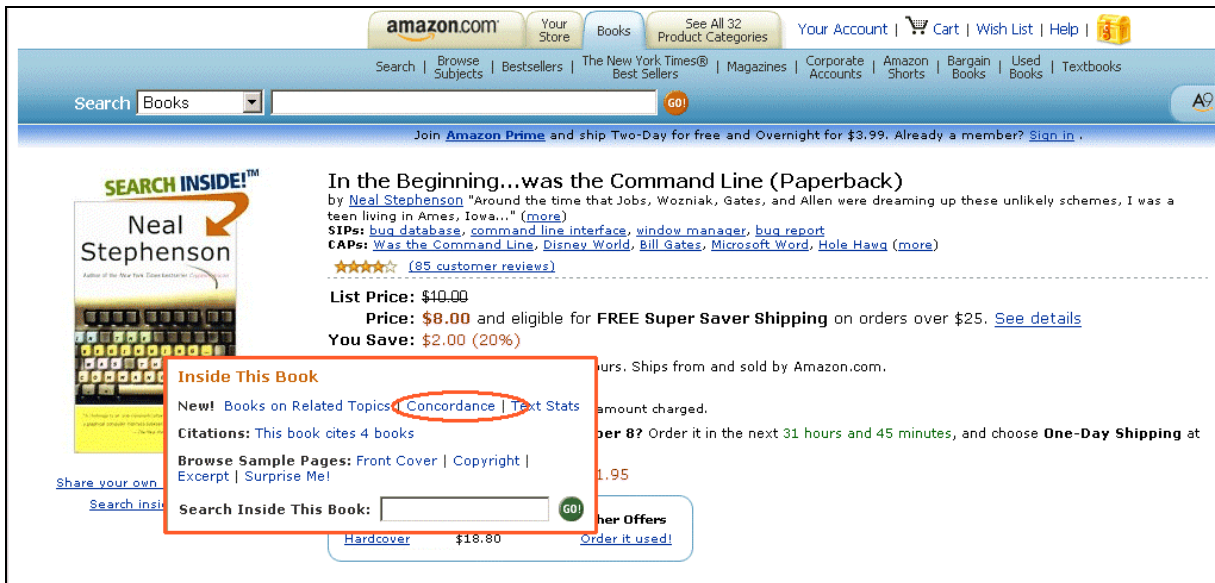 amazon.com
Your Store
Books
See All 32 Product Categories
Your Account | Cart | Wish List | Help |
Search | Browse Subjects | Bestsellers | The New York Times® Best Sellers | Magazines | Corporate Accounts | Amazon Shorts | Bargain Books | Used Books | Textbooks
Search Books GO!
A9
Join Amazon Prime and ship Two-Day for free and Overnight for $3.99. Already a member? Sign in .
SEARCH INSIDE!™
Neal
Stephenson
In the Beginning...was the Command Line (Paperback)
by Neal Stephenson "Around the time that Jobs, Wozniak, Gates, and Allen were dreaming up these unlikely schemes, I was a
teen living in Ames, Iowa..." (more)
SIPs: bug database, command line interface, window manager, bug report
CAPs: Was the Command Line, Disney World, Bill Gates, Microsoft Word, Hole Hawg (more)
(85 customer reviews)
List Price: $10.00
Price: $8.00 and eligible for FREE Super Saver Shipping on orders over $25. See details
You Save: $2.00 (20%)
urs. Ships from and sold by Amazon.com.
amount charged.
per 8? Order it in the next 31 hours and 45 minutes, and choose One-Day Shipping at
1.95
Inside This Book
New! Books on Related Topics | Concordance | Text Stats
Citations: This book cites 4 books
Browse Sample Pages: Front Cover | Copyright |
Excerpt | Surprise Me!
Search Inside This Book: GO!
Share your own
Search insi
her Offers
Hardcover $18.80 Order it used!